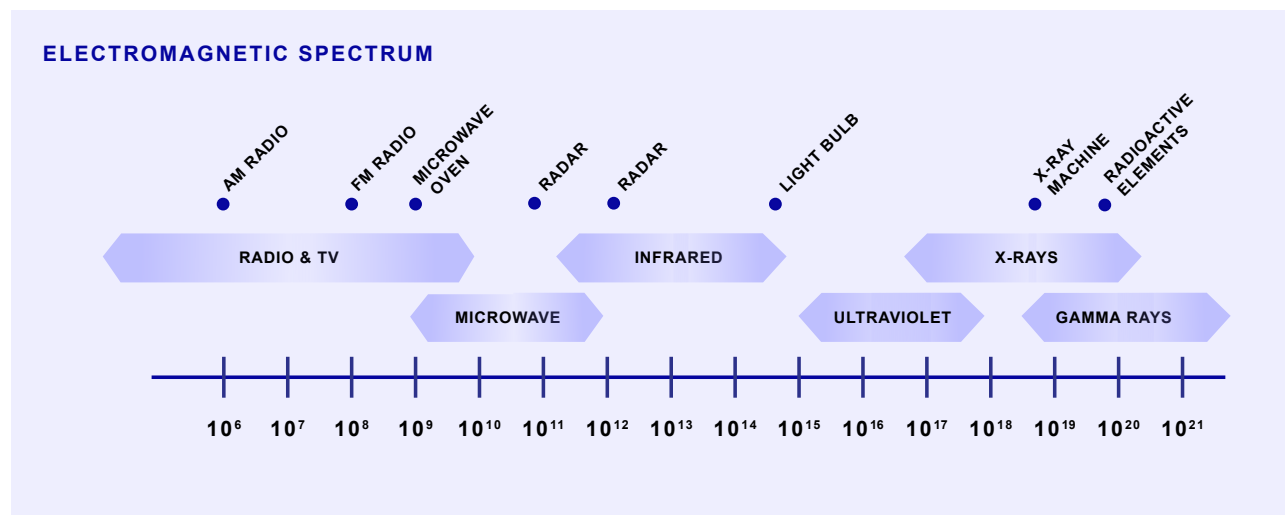 ELECTROMAGNETIC SPECTRUM
AM RADIO
FM RADIO
MICROWAVE
OVEN
RADAR
RADAR
LIGHT BULB
X-RAY
MACHINE
RADIOACTIVE
ELEMENTS
RADIO & TV
INFRARED
X-RAYS
MICROWAVE
ULTRAVIOLET
GAMMA RAYS
10⁶ 10⁷ 10⁸ 10⁹ 10¹⁰ 10¹¹ 10¹² 10¹³ 10¹⁴ 10¹⁵ 10¹⁶ 10¹⁷ 10¹⁸ 10¹⁹ 10²⁰ 10²¹